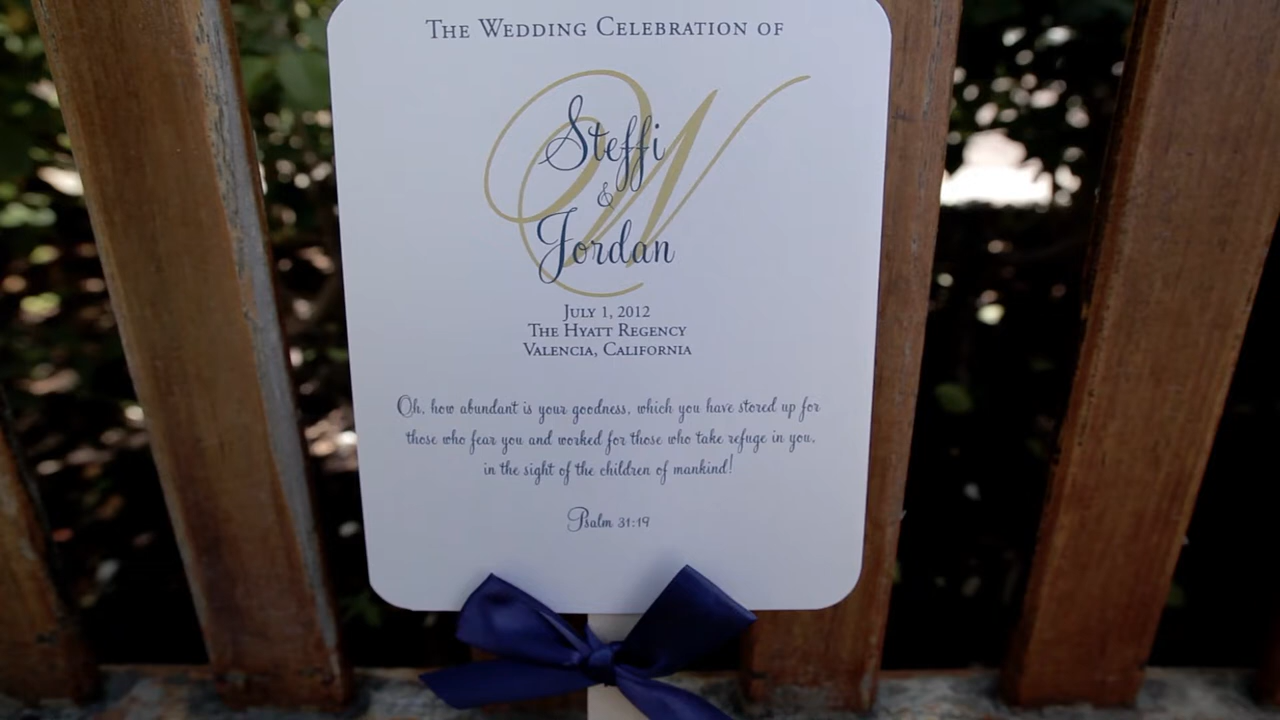 The Wedding Celebration of
W
Steffi
&
Jordan
July 1, 2012
The Hyatt Regency
Valencia, California
Oh, how abundant is your goodness, which you have stored up for
those who fear you and worked for those who take refuge in you,
in the sight of the children of mankind!
Psalm 31:19